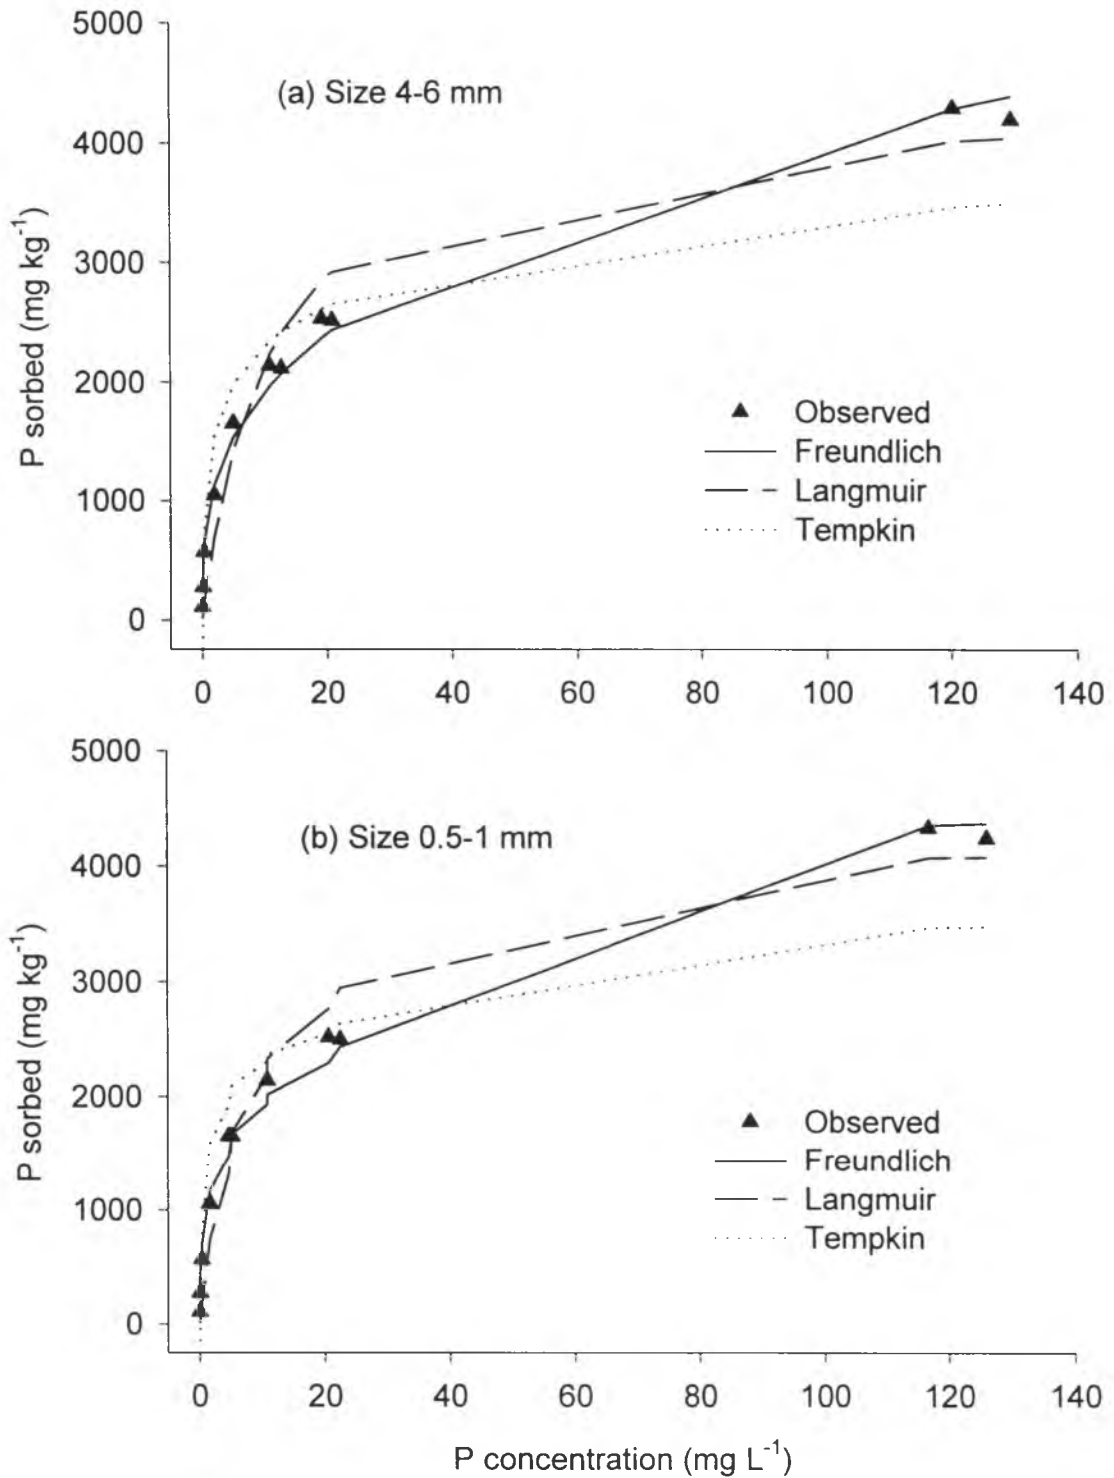 5000
(a) Size 4-6 mm
4000
3000
2000
1000
0
P sorbed (mg kg⁻¹)
Observed
Freundlich
Langmuir
Tempkin
0 20 40 60 80 100 120 140
5000
(b) Size 0.5-1 mm
4000
3000
2000
1000
0
P sorbed (mg kg⁻¹)
Observed
Freundlich
Langmuir
Tempkin
0 20 40 60 80 100 120 140
P concentration (mg L⁻¹)